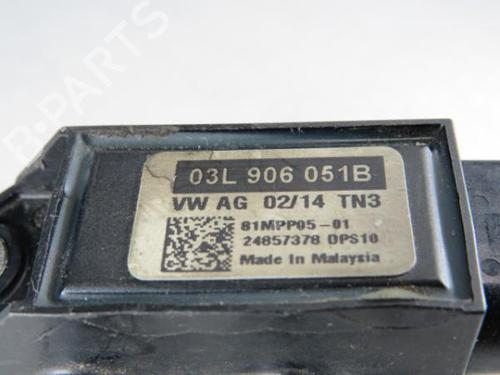 B-PARTS
03L 906 051B
VW AG 02/14 TN3
81MPP05-01
24857378 DPS10
Made In Malaysia